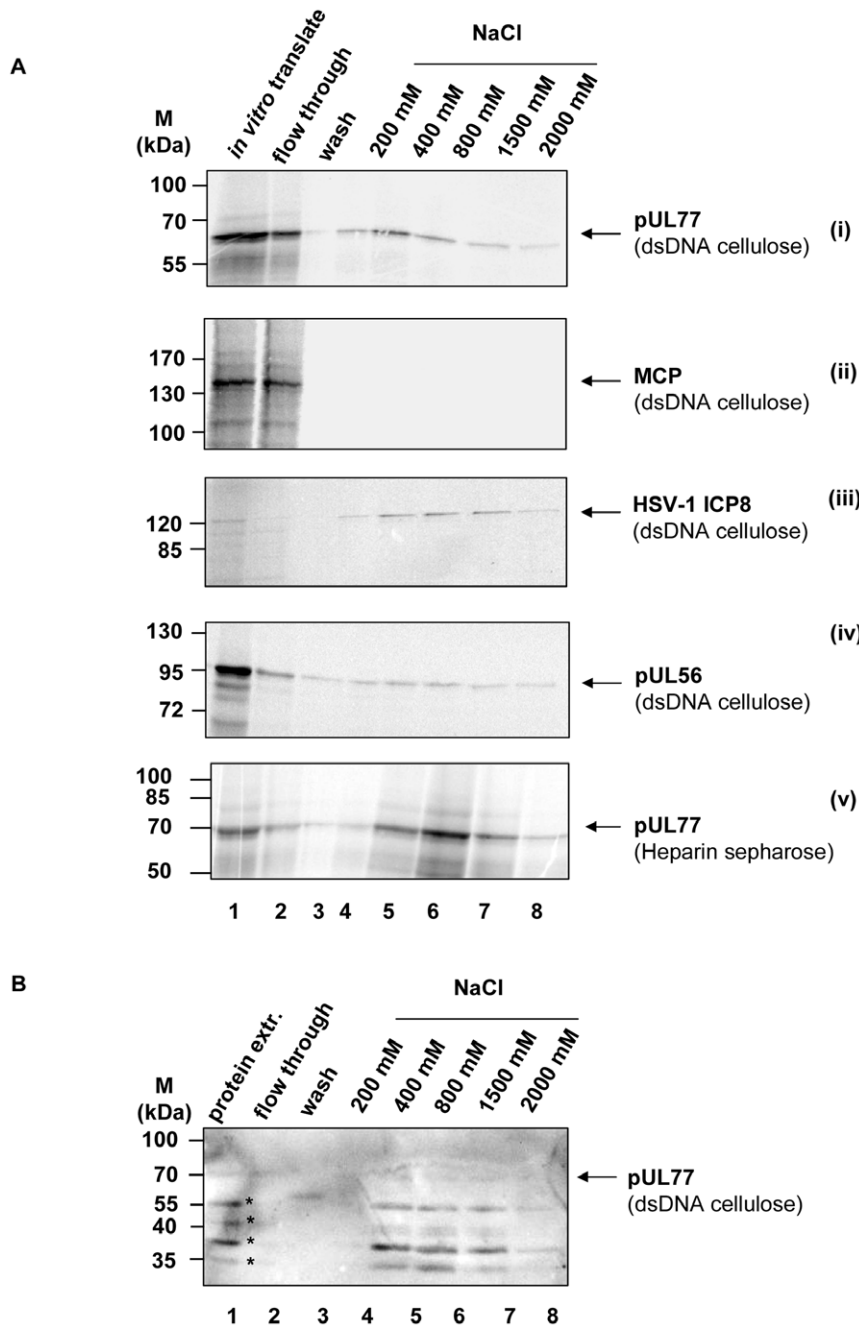 A
NaCl
M
(kDa)
in vitro translate
flow through
wash
200 mM
400 mM
800 mM
1500 mM
2000 mM
100
70
55
pUL77
(dsDNA cellulose)
(i)
170
130
100
MCP
(dsDNA cellulose)
(ii)
120
85
HSV-1 ICP8
(dsDNA cellulose)
(iii)
130
95
72
pUL56
(dsDNA cellulose)
(iv)
100
85
70
50
pUL77
(Heparin sepharose)
(v)
1 2 3 4 5 6 7 8
B
NaCl
M
(kDa)
protein extr.
flow through
wash
200 mM
400 mM
800 mM
1500 mM
2000 mM
100
70
55
40
35
*
*
*
*
pUL77
(dsDNA cellulose)
1 2 3 4 5 6 7 8